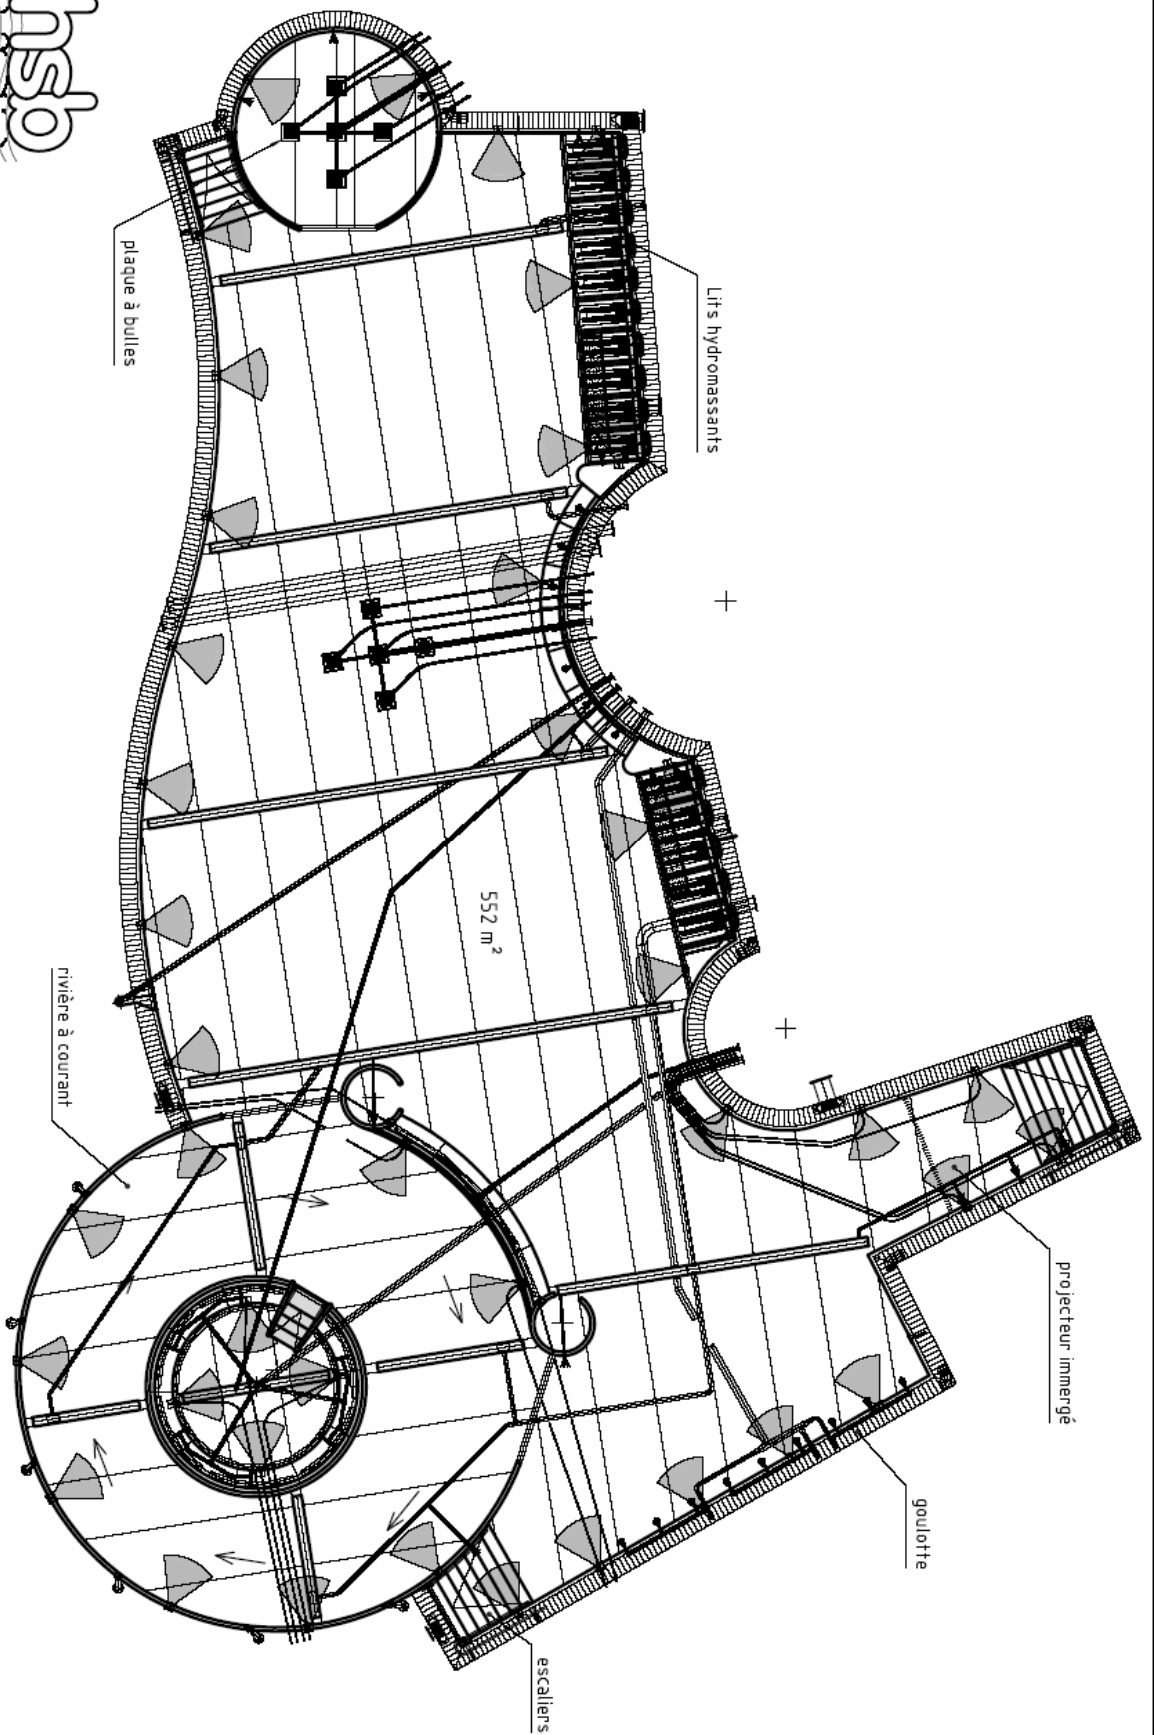 hsb
plaque à bulles
Lits hydromassants
552 m²
rivière à courant
projecteur immergé
goulotte
escaliers